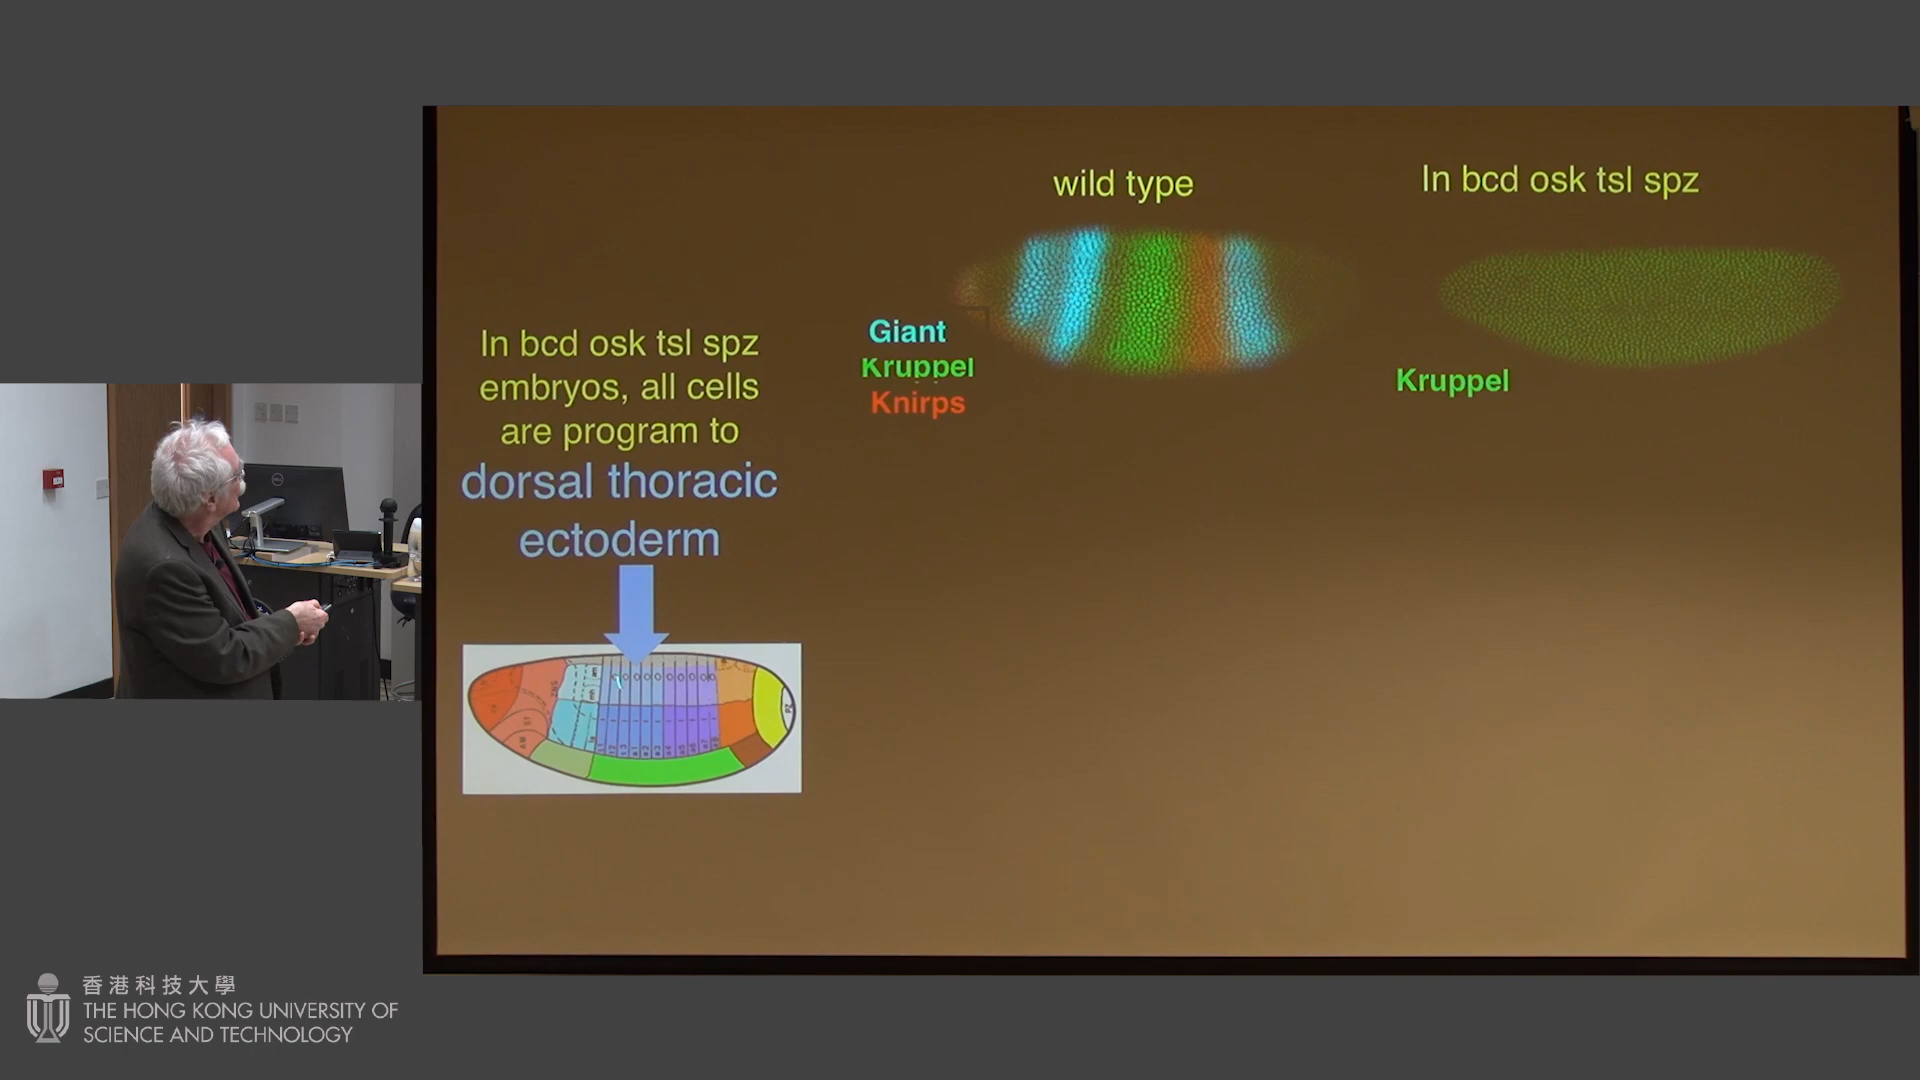 wild type
In bcd osk tsl spz
In bcd osk tsl spz
embryos, all cells
are program to
dorsal thoracic
ectoderm
Giant
Kruppel
Knirps
Kruppel
香港科技大學
THE HONG KONG UNIVERSITY OF
SCIENCE AND TECHNOLOGY